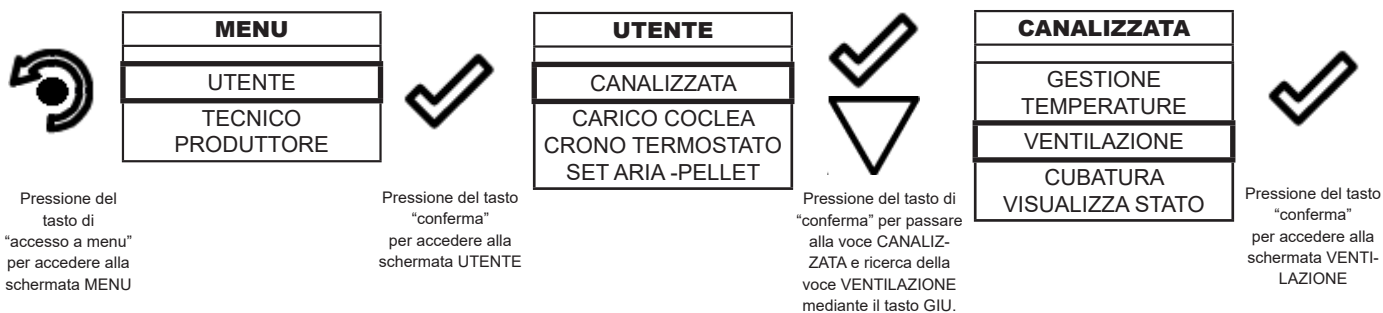 MENU
UTENTE
TECNICO
PRODUTTORE
Pressione del
tasto di
“accesso a menu”
per accedere alla
schermata MENU
Pressione del tasto
“conferma”
per accedere alla
schermata UTENTE
UTENTE
CANALIZZATA
CARICO COCLEA
CRONO TERMOSTATO
SET ARIA -PELLET
Pressione del tasto di
“conferma” per passare
alla voce CANALIZ-
ZATA e ricerca della
voce VENTILAZIONE
mediante il tasto GIU.
CANALIZZATA
GESTIONE
TEMPERATURE
VENTILAZIONE
CUBATURA
VISUALIZZA STATO
Pressione del tasto
“conferma”
per accedere alla
schermata VENTI-
LAZIONE